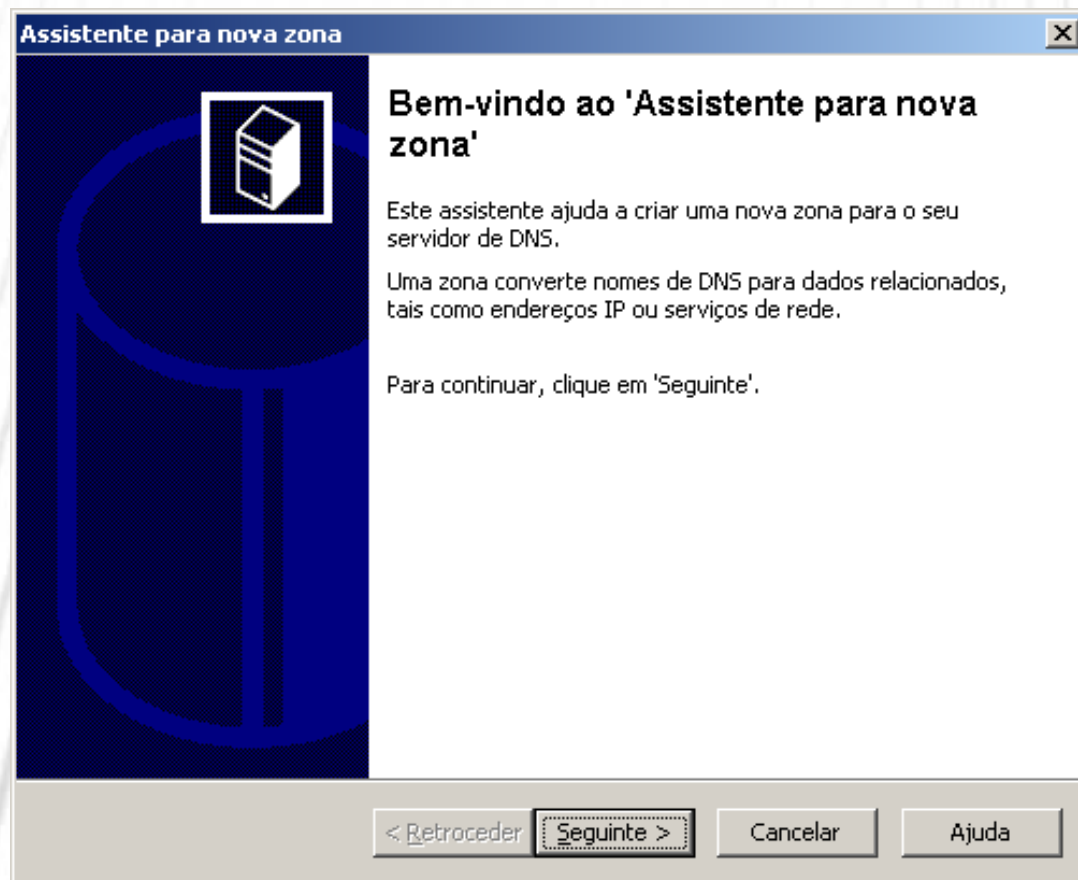 Assistente para nova zona
Bem-vindo ao 'Assistente para nova
zona'
Este assistente ajuda a criar uma nova zona para o seu
servidor de DNS.
Uma zona converte nomes de DNS para dados relacionados,
tais como endereços IP ou serviços de rede.
Para continuar, clique em 'Seguinte'.
< Retroceder
Seguinte >
Cancelar
Ajuda